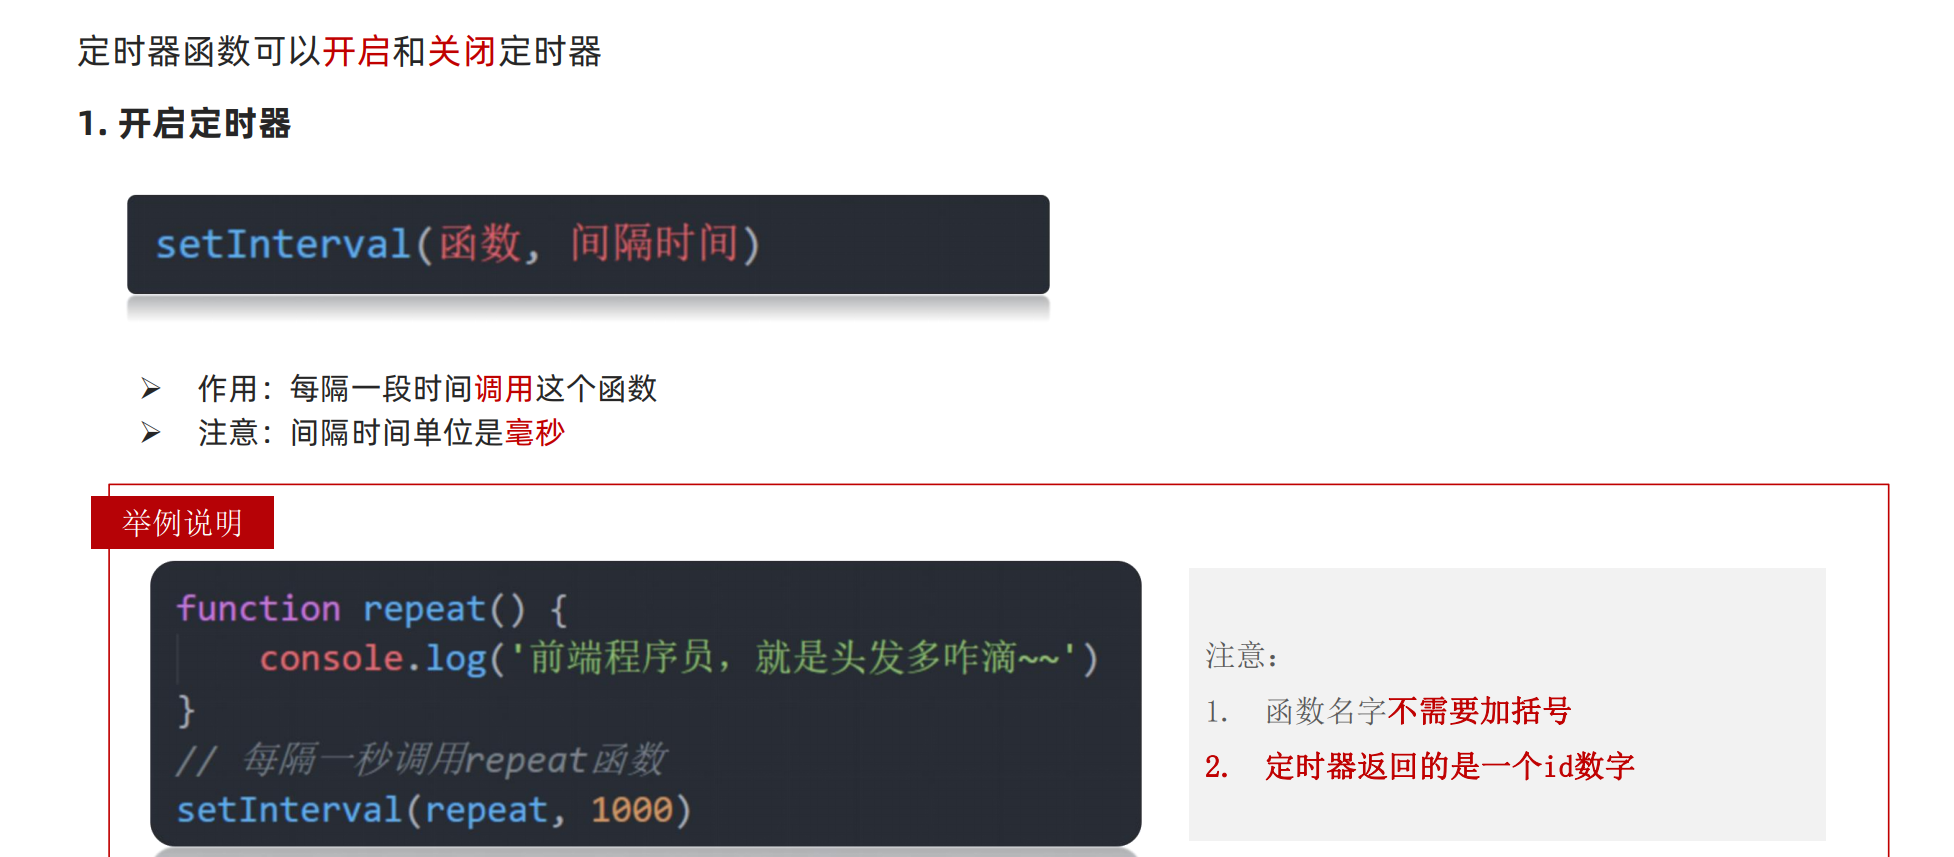 定时器函数可以开启和关闭定时器
1. 开启定时器
setInterval(函数, 间隔时间)
➢ 作用：每隔一段时间调用这个函数
➢ 注意：间隔时间单位是毫秒
举例说明
function repeat() {
    console.log('前端程序员，就是头发多咋滴~~')
}
// 每隔一秒调用repeat函数
setInterval(repeat, 1000)
注意：
1. 函数名字不需要加括号
2. 定时器返回的是一个id数字